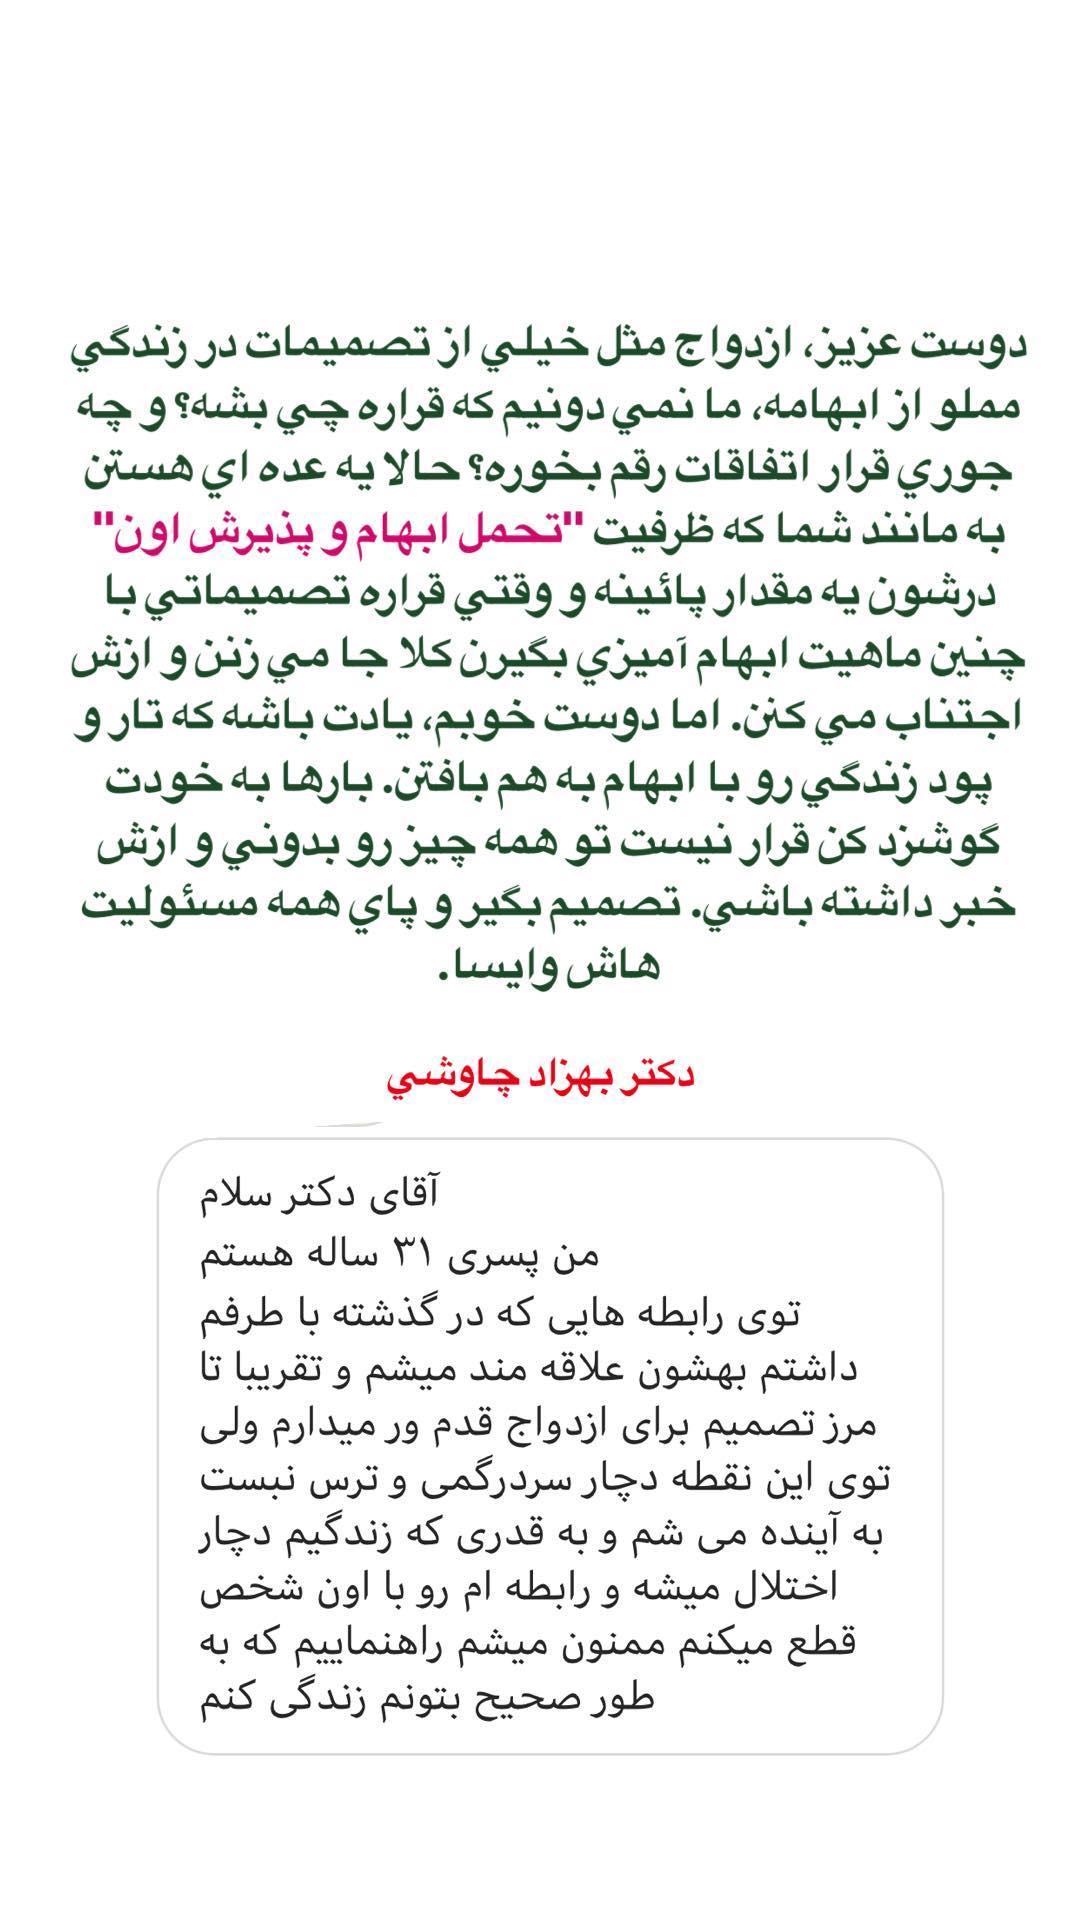 دوست عزيز، ازدواج مثل خيلي از تصميمات در زندگي
مملو از ابهامه، ما نمي دونيم كه قراره چي بشه؟ و چه
جوري قرار اتفاقات رقم بخوره؟ حالا يه عده اي هستن
به مانند شما كه ظرفيت "تحمل ابهام و پذيرش اون"
درشون يه مقدار پائينه و وقتي قراره تصميماتي با
چنين ماهيت ابهام آميزي بگيرن كلا جا مي زنن و ازش
اجتناب مي كنن. اما دوست خوبم، يادت باشه كه تار و
پود زندگي رو با ابهام به هم بافتن. بارها به خودت
گوشزد كن قرار نيست تو همه چيز رو بدوني و ازش
خبر داشته باشي. تصميم بگير و پاي همه مسئوليت
هاش وايسا.
دكتر بهزاد چاوشي
آقای دکتر سلام
من پسری ۳۱ ساله هستم
توی رابطه هایی که در گذشته با طرفم
داشتم بهشون علاقه مند میشم و تقریبا تا
مرز تصمیم برای ازدواج قدم ور میدارم ولی
توی این نقطه دچار سردرگمی و ترس نبست
به آینده می شم و به قدری که زندگیم دچار
اختلال میشه و رابطه ام رو با اون شخص
قطع میکنم ممنون میشم راهنماییم که به
طور صحیح بتونم زندگی کنم